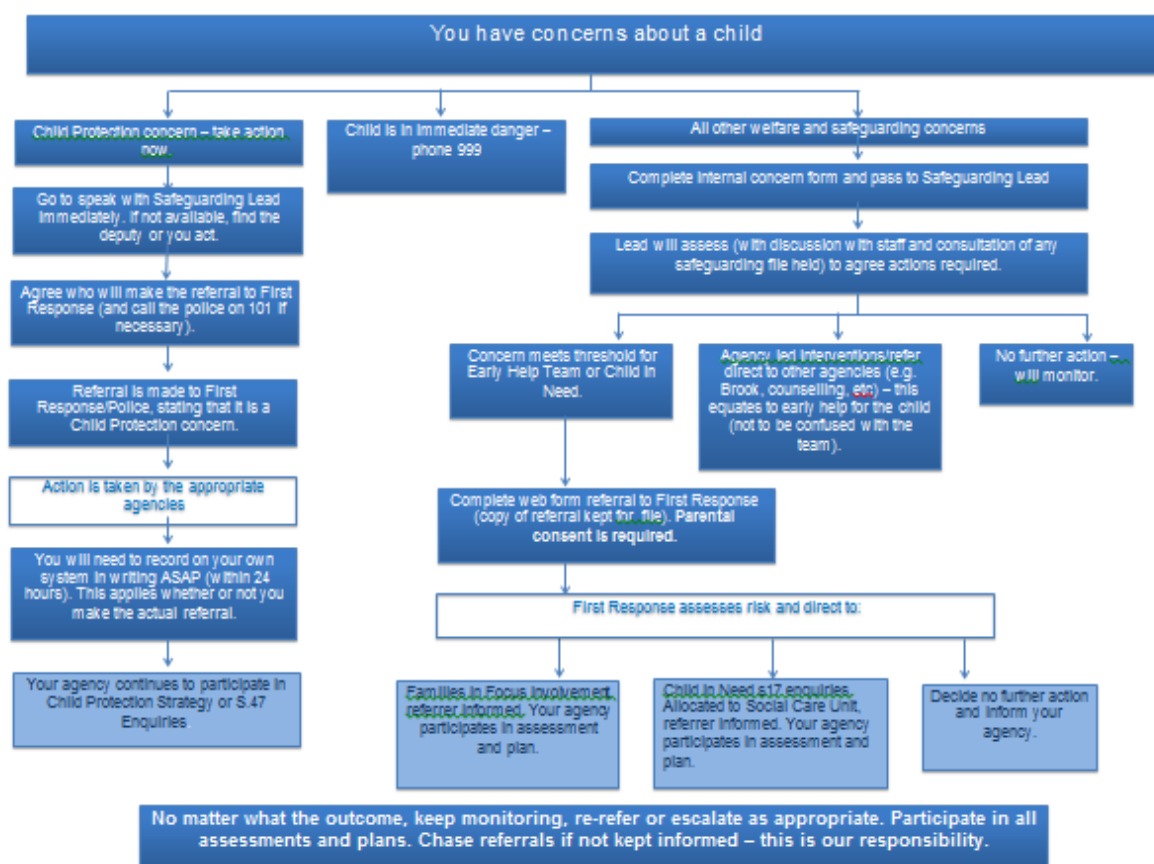 You have concerns about a child
Child Protection concern – take action
now.
Go to speak with Safeguarding Lead
immediately. If not available, find the
deputy or you act.
Agree who will make the referral to First
Response (and call the police on 101 if
necessary).
Referral is made to First
Response/Police, stating that it is a
Child Protection concern.
Action is taken by the appropriate
agencies
You will need to record on your own
system in writing ASAP (within 24
hours). This applies whether or not you
make the actual referral.
Your agency continues to participate in
Child Protection Strategy or S.47
Enquiries
Child is in immediate danger –
phone 999
All other welfare and safeguarding concerns
Complete internal concern form and pass to Safeguarding Lead
Lead will assess (with discussion with staff and consultation of any
safeguarding file held) to agree actions required.
Concern meets threshold for
Early Help Team or Child in
Need.
Agency led interventions/refer
direct to other agencies (e.g.
Brook, counselling, etc) – this
equates to early help for the child
(not to be confused with the
team).
No further action –
will monitor.
Complete web form referral to First Response
(copy of referral kept for file). Parental
consent is required.
First Response assesses risk and direct to:
Families in Focus involvement,
referrer informed. Your agency
participates in assessment
and plan.
Child in Need s17 enquiries.
Allocated to Social Care Unit,
referrer informed. Your agency
participates in assessment and
plan.
Decide no further action
and inform your
agency.
No matter what the outcome, keep monitoring, re-refer or escalate as appropriate. Participate in all
assessments and plans. Chase referrals if not kept informed – this is our responsibility.